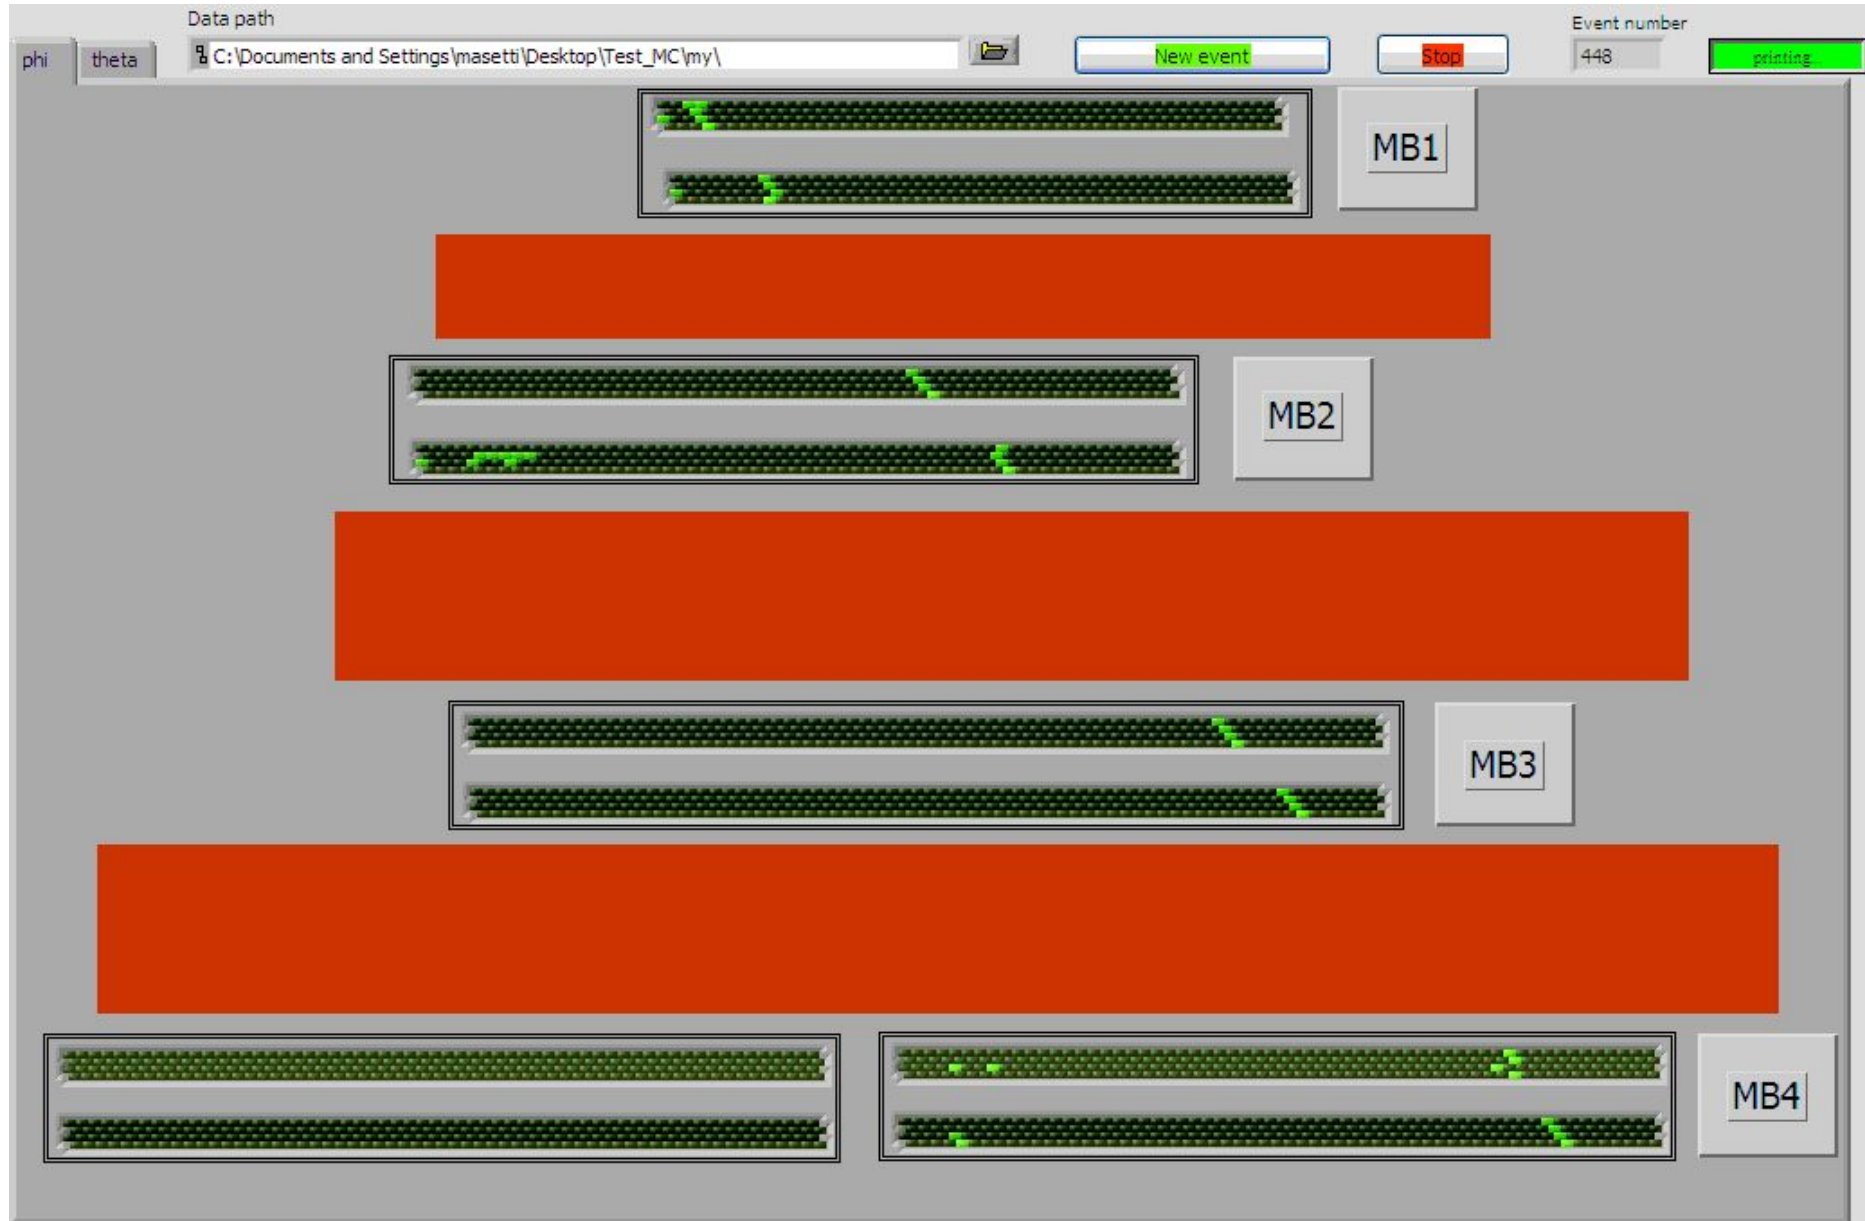 Data path
Event number
phi
theta
C:\Documents and Settings\masetti\Desktop\Test_MC\my\
New event
Stop
448
printing...
MB1
MB2
MB3
MB4